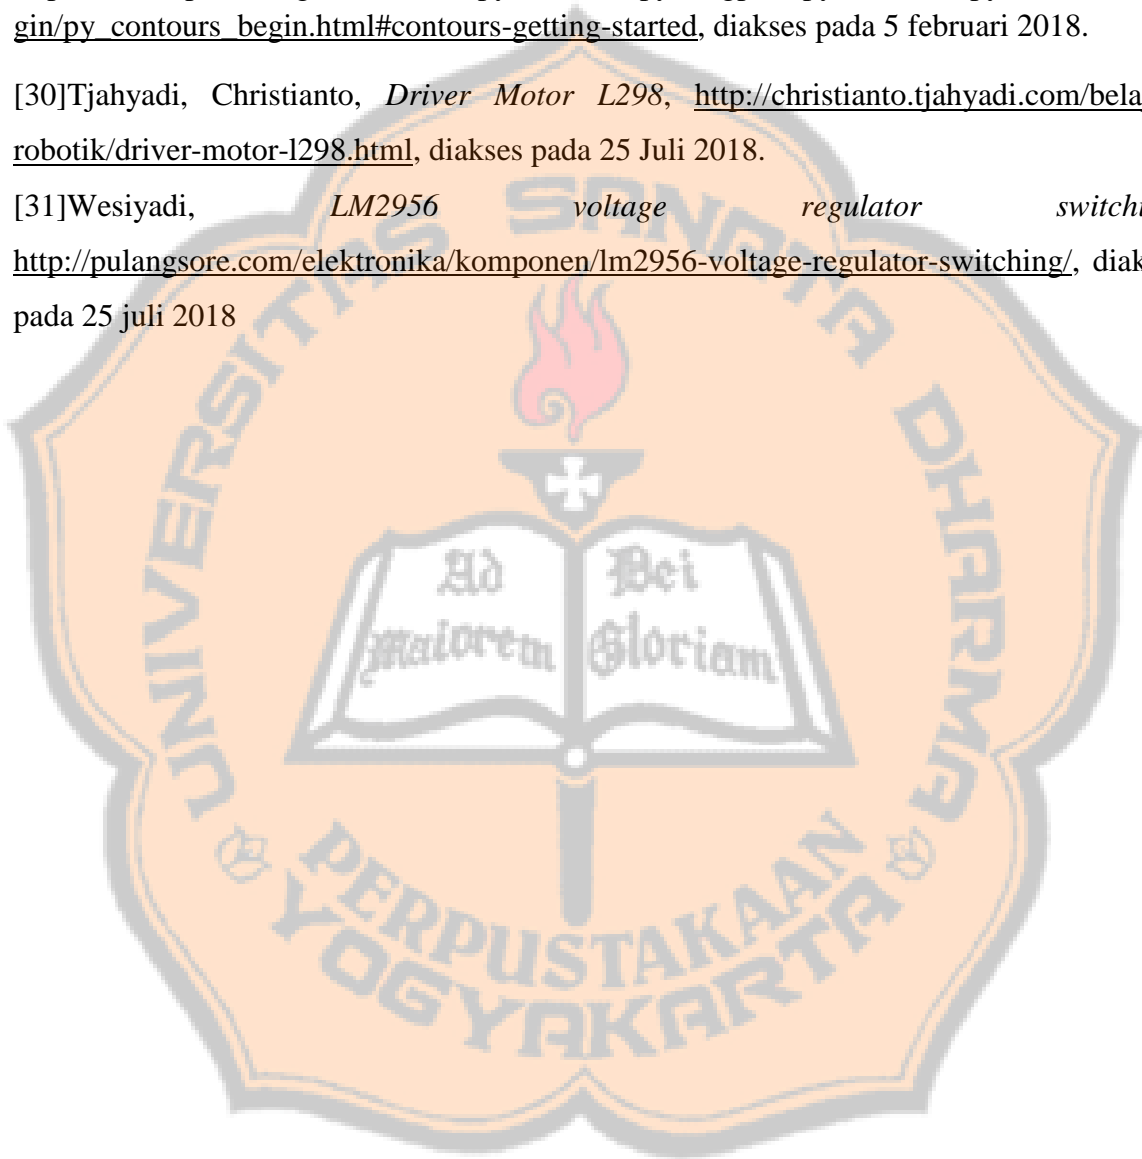 gin/py_contours_begin.html#contours-getting-started, diakses pada 5 februari 2018.
[30]Tjahyadi, Christianto, Driver Motor L298, http://christianto.tjahyadi.com/bela
robotik/driver-motor-l298.html, diakses pada 25 Juli 2018.
[31]Wesiyadi, LM2956 voltage regulator switchi
http://pulangsore.com/elektronika/komponen/lm2956-voltage-regulator-switching/, diak
pada 25 juli 2018
UNIVERSITAS SANATA DHARMA
Ad Dei
maiorem Gloriam
PERPUSTAKAAN
YOGYAKARTA